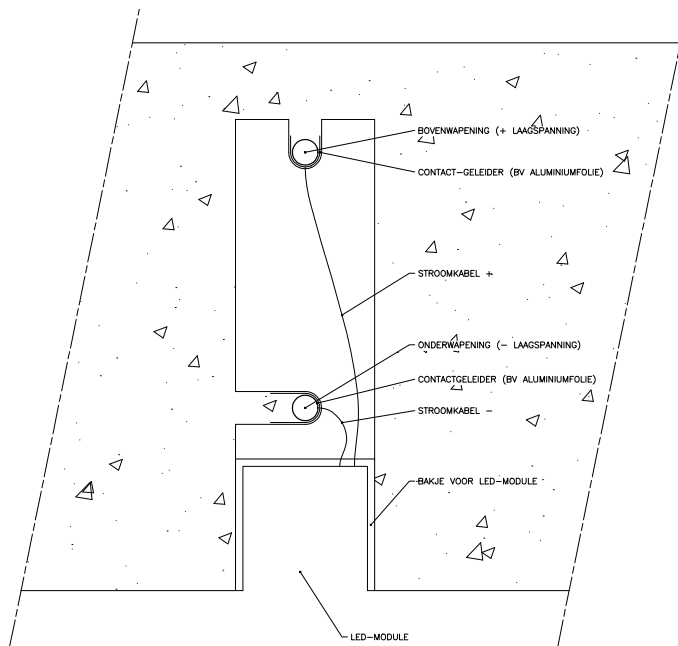 BOVENWAPENING (+ LAAGSPANNING)
CONTACT-GELEIDER (BV ALUMINIUMFOLIE)
STROOMKABEL +
ONDERWAPENING (- LAAGSPANNING)
CONTACTGELEIDER (BV ALUMINIUMFOLIE)
STROOMKABEL -
BAKJE VOOR LED-MODULE
LED-MODULE